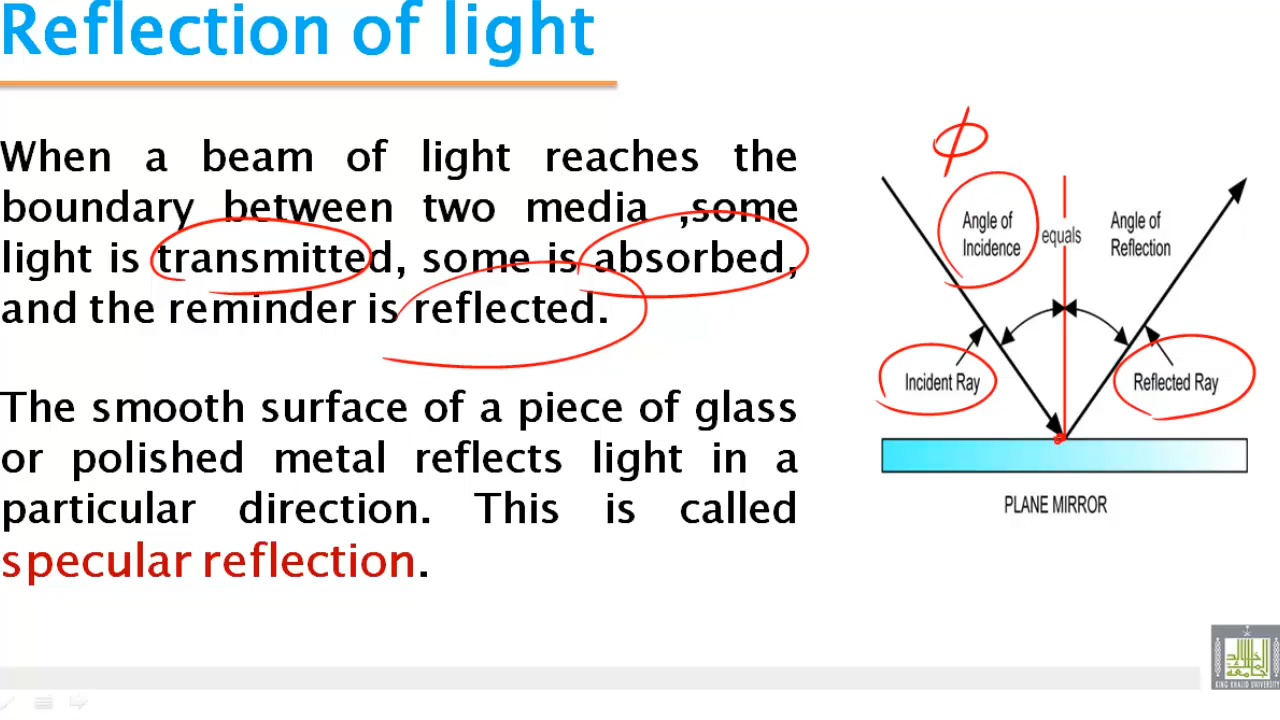 Reflection of light
When a beam of light reaches the
boundary between two media ,some
light is transmitted, some is absorbed,
and the reminder is reflected.
The smooth surface of a piece of glass
or polished metal reflects light in a
particular direction. This is called
specular reflection.
ϕ
Angle of
Incidence
equals
Angle of
Reflection
Incident Ray
Reflected Ray
PLANE MIRROR
KING KHALID UNIVERSITY